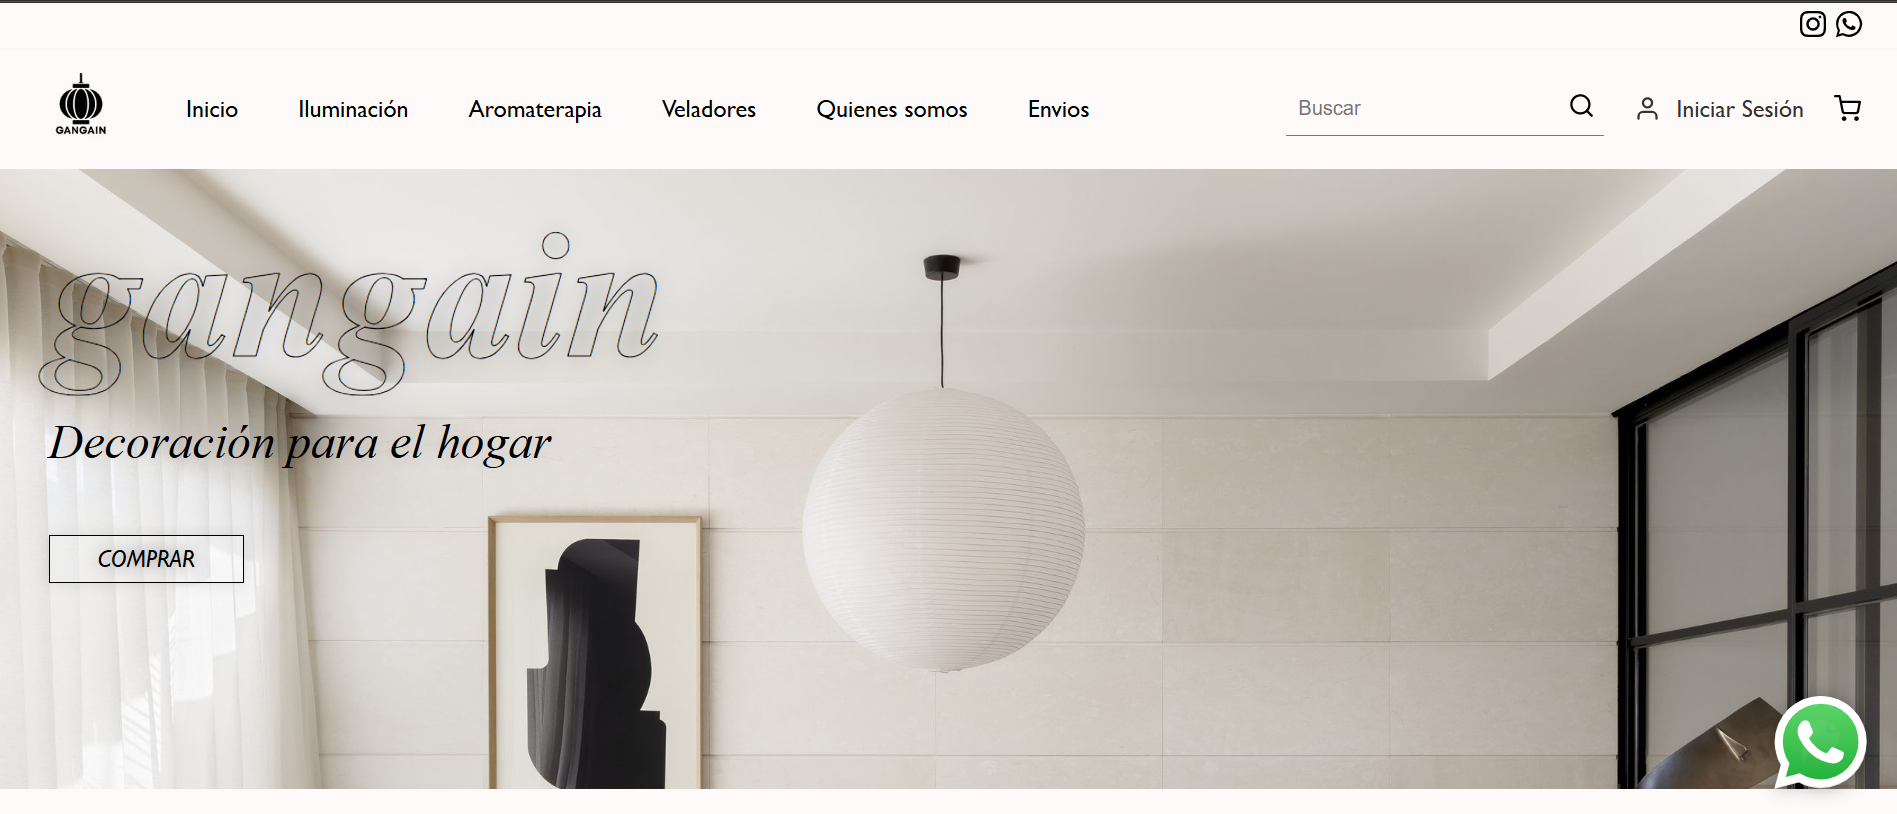 GANGAIN
Inicio
Iluminación
Aromaterapia
Veladores
Quienes somos
Envios
Buscar
Iniciar Sesión
gangain
Decoración para el hogar
COMPRAR